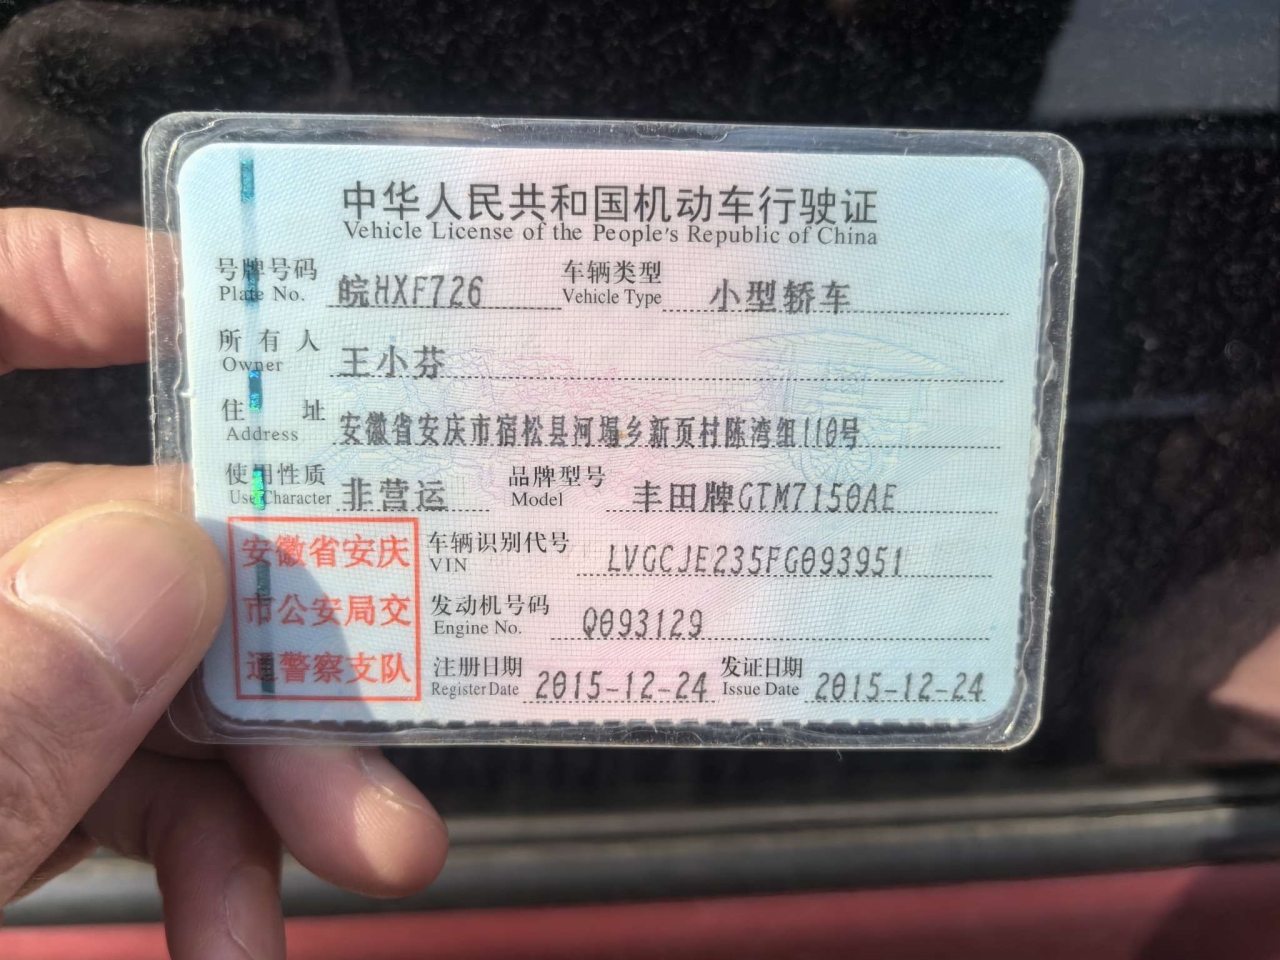 中华人民共和国机动车行驶证
Vehicle License of the People's Republic of China
号牌号码 皖HXF726 车辆类型 小型轿车
Plate No. Vehicle Type
所有人 王小芬
Owner
住址 安徽省安庆市宿松县河塌乡新页村陈湾组110号
Address
使用性质 非营运 品牌型号 丰田牌GTM7150AE
Use Character Model
安徽省安庆
市公安局交
通警察支队
车辆识别代号 LVGCJE235FG093951
VIN
发动机号码 Q093129
Engine No.
注册日期 2015-12-24 发证日期 2015-12-24
Register Date Issue Date